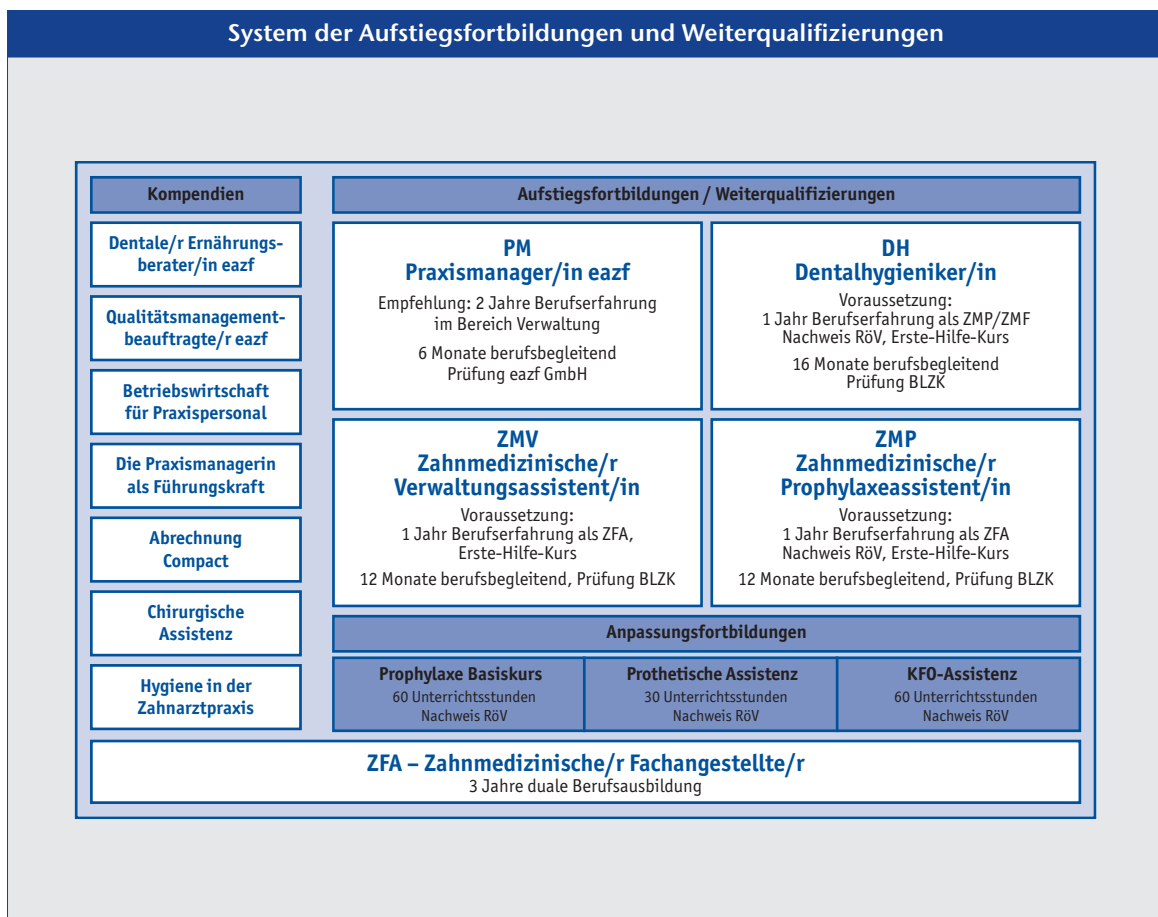 System der Aufstiegsfortbildungen und Weiterqualifizierungen
Kompendien
Dentale/r Ernährungs-
berater/in eazf
Qualitätsmanagement-
beauftragte/r eazf
Betriebswirtschaft
für Praxispersonal
Die Praxismanagerin
als Führungskraft
Abrechnung
Compact
Chirurgische
Assistenz
Hygiene in der
Zahnarztpraxis
Aufstiegsfortbildungen / Weiterqualifizierungen
PM
Praxismanager/in eazf
Empfehlung: 2 Jahre Berufserfahrung
im Bereich Verwaltung
6 Monate berufsbegleitend
Prüfung eazf GmbH
DH
Dentalhygieniker/in
Voraussetzung:
1 Jahr Berufserfahrung als ZMP/ZMF
Nachweis RöV, Erste-Hilfe-Kurs
16 Monate berufsbegleitend
Prüfung BLZK
ZMV
Zahnmedizinische/r
Verwaltungsassistent/in
Voraussetzung:
1 Jahr Berufserfahrung als ZFA,
Erste-Hilfe-Kurs
12 Monate berufsbegleitend, Prüfung BLZK
ZMP
Zahnmedizinische/r
Prophylaxeassistent/in
Voraussetzung:
1 Jahr Berufserfahrung als ZFA
Nachweis RöV, Erste-Hilfe-Kurs
12 Monate berufsbegleitend, Prüfung BLZK
Anpassungsfortbildungen
Prophylaxe Basiskurs
60 Unterrichtsstunden
Nachweis RöV
Prothetische Assistenz
30 Unterrichtsstunden
Nachweis RöV
KFO-Assistenz
60 Unterrichtsstunden
Nachweis RöV
ZFA – Zahnmedizinische/r Fachangestellte/r
3 Jahre duale Berufsausbildung